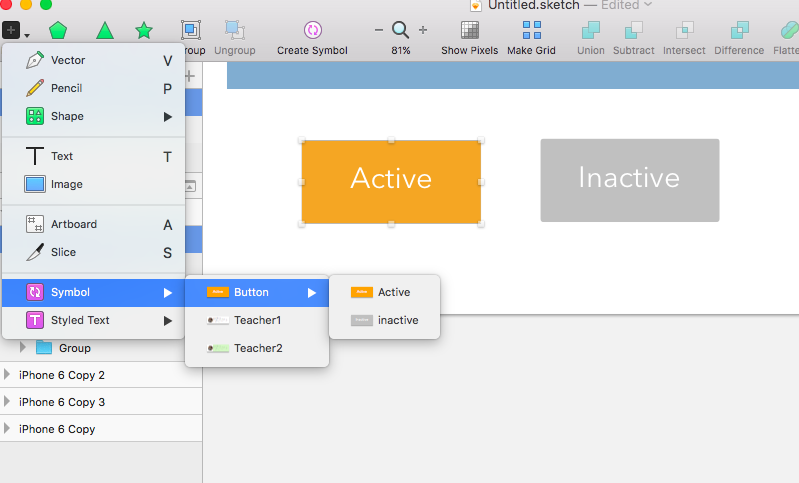 Untitled.sketch — Edited
oup
Ungroup
Create Symbol
81%
Show Pixels
Make Grid
Union
Subtract
Intersect
Difference
Flatte
Vector V
Pencil P
Shape
Text T
Image
Artboard A
Slice S
Symbol
Styled Text
Button
Teacher1
Teacher2
Active
inactive
Active
Inactive
Group
iPhone 6 Copy 2
iPhone 6 Copy 3
iPhone 6 Copy